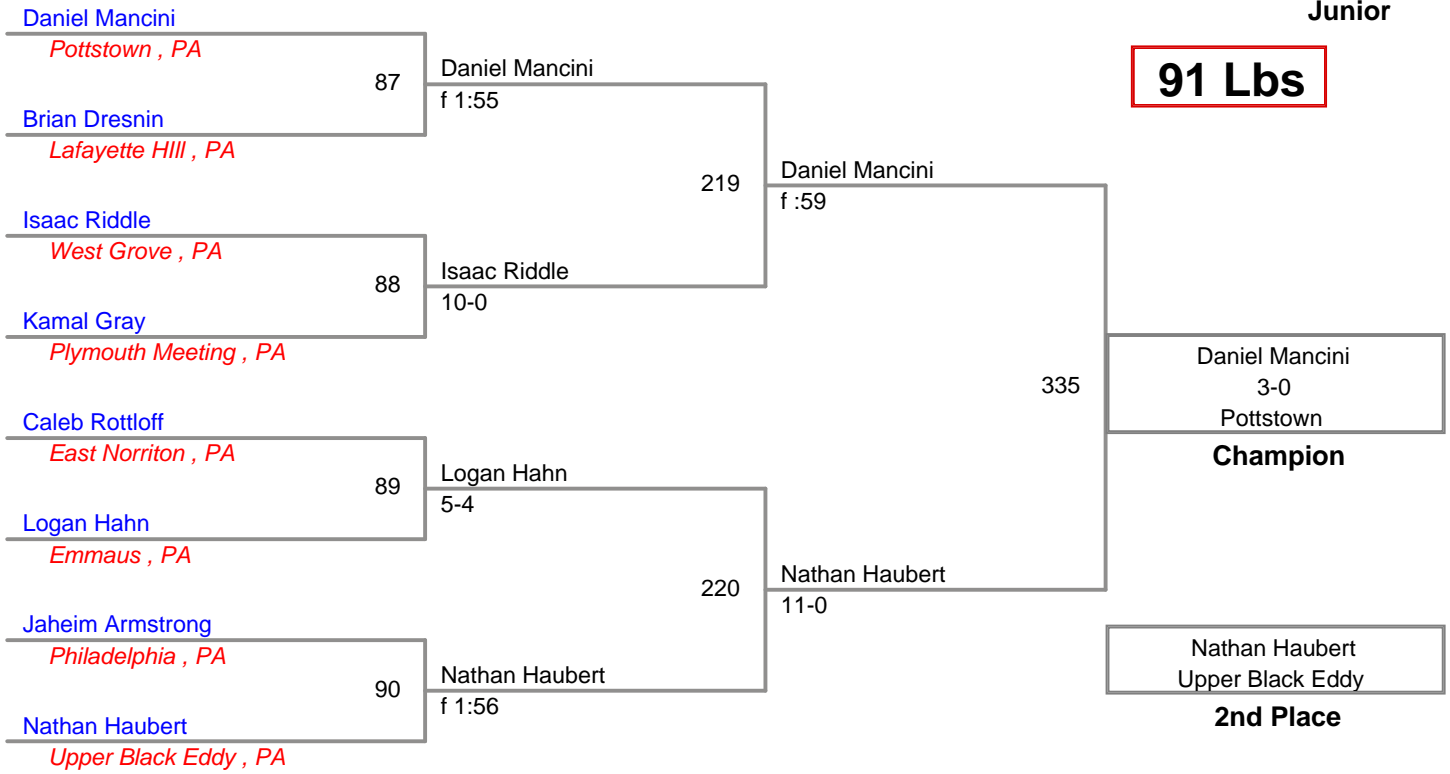 Junior
91 Lbs
Daniel Mancini
Pottstown , PA
87
Brian Dresnin
Lafayette HIll , PA
Daniel Mancini
f 1:55
Isaac Riddle
West Grove , PA
88
Kamal Gray
Plymouth Meeting , PA
Isaac Riddle
10-0
219
Daniel Mancini
f :59
Caleb Rottloff
East Norriton , PA
89
Logan Hahn
Emmaus , PA
Logan Hahn
5-4
Jaheim Armstrong
Philadelphia , PA
90
Nathan Haubert
Upper Black Eddy , PA
Nathan Haubert
f 1:56
220
Nathan Haubert
11-0
335
Daniel Mancini
3-0
Pottstown
Champion
Nathan Haubert
Upper Black Eddy
2nd Place